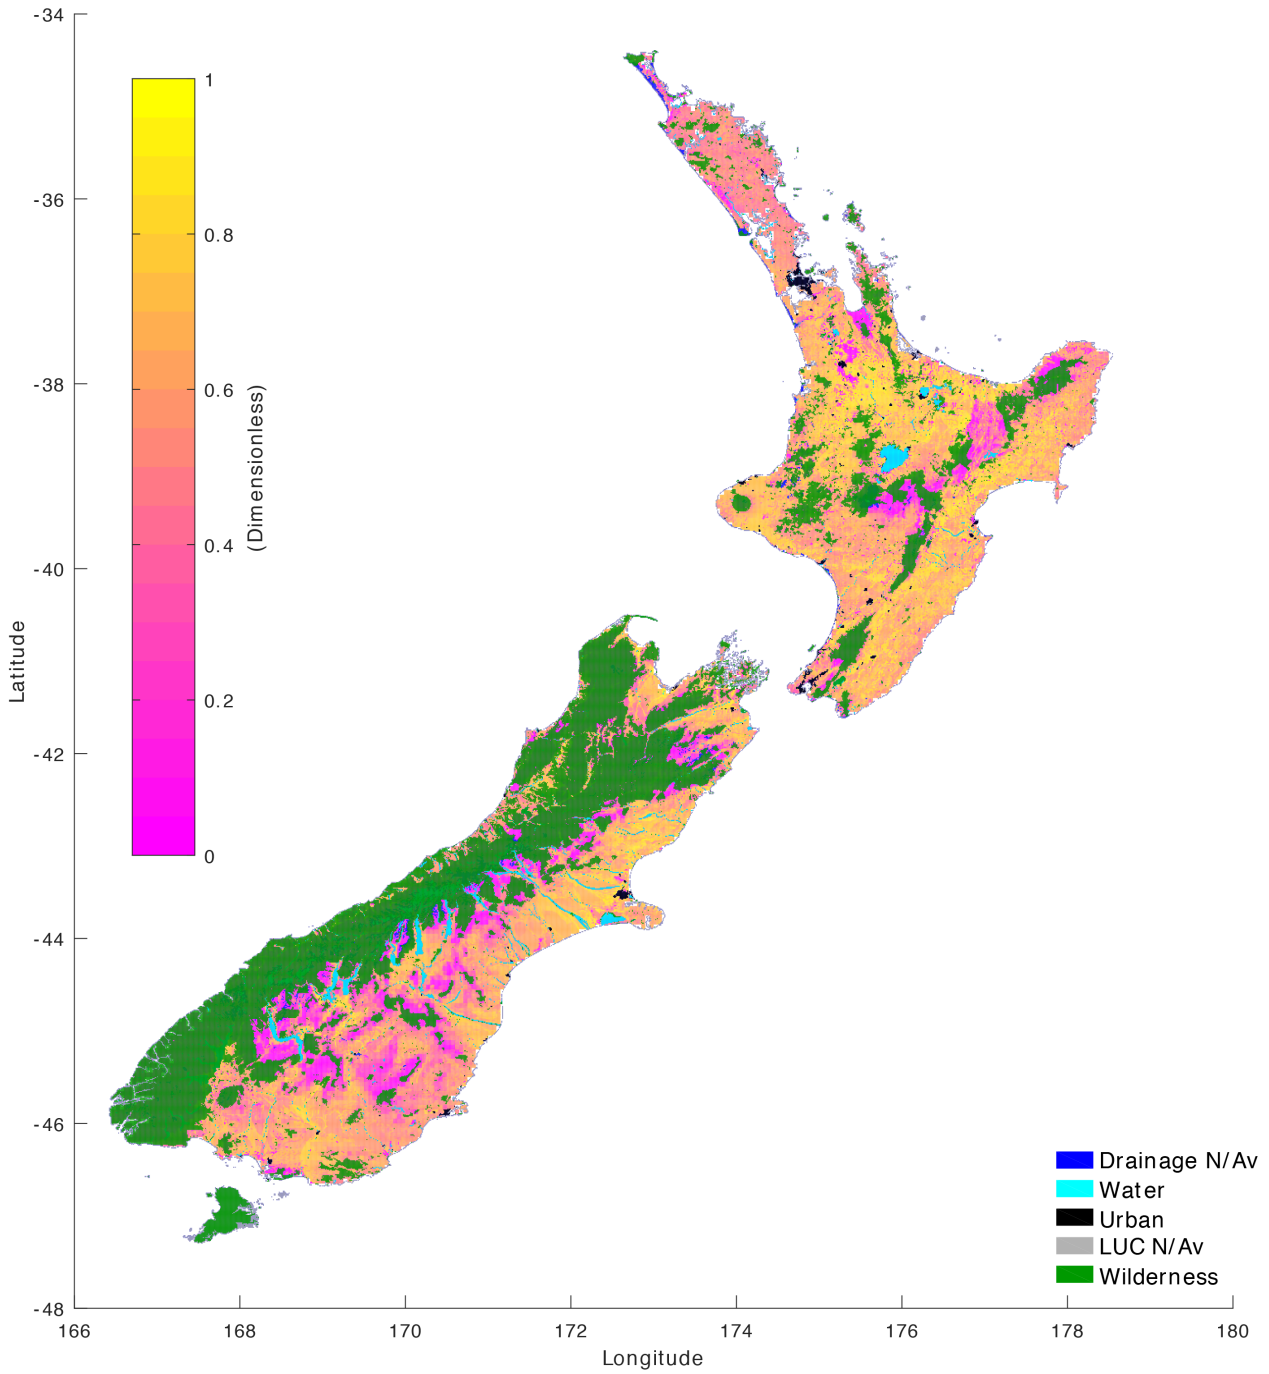 -34
-36
-38
-40
-42
-44
-46
-48
Latitude
1
0.8
0.6
0.4
0.2
0
(Dimensionless)
Drainage N/Av
Water
Urban
LUC N/Av
Wilderness
166
168
170
172
174
176
178
180
Longitude